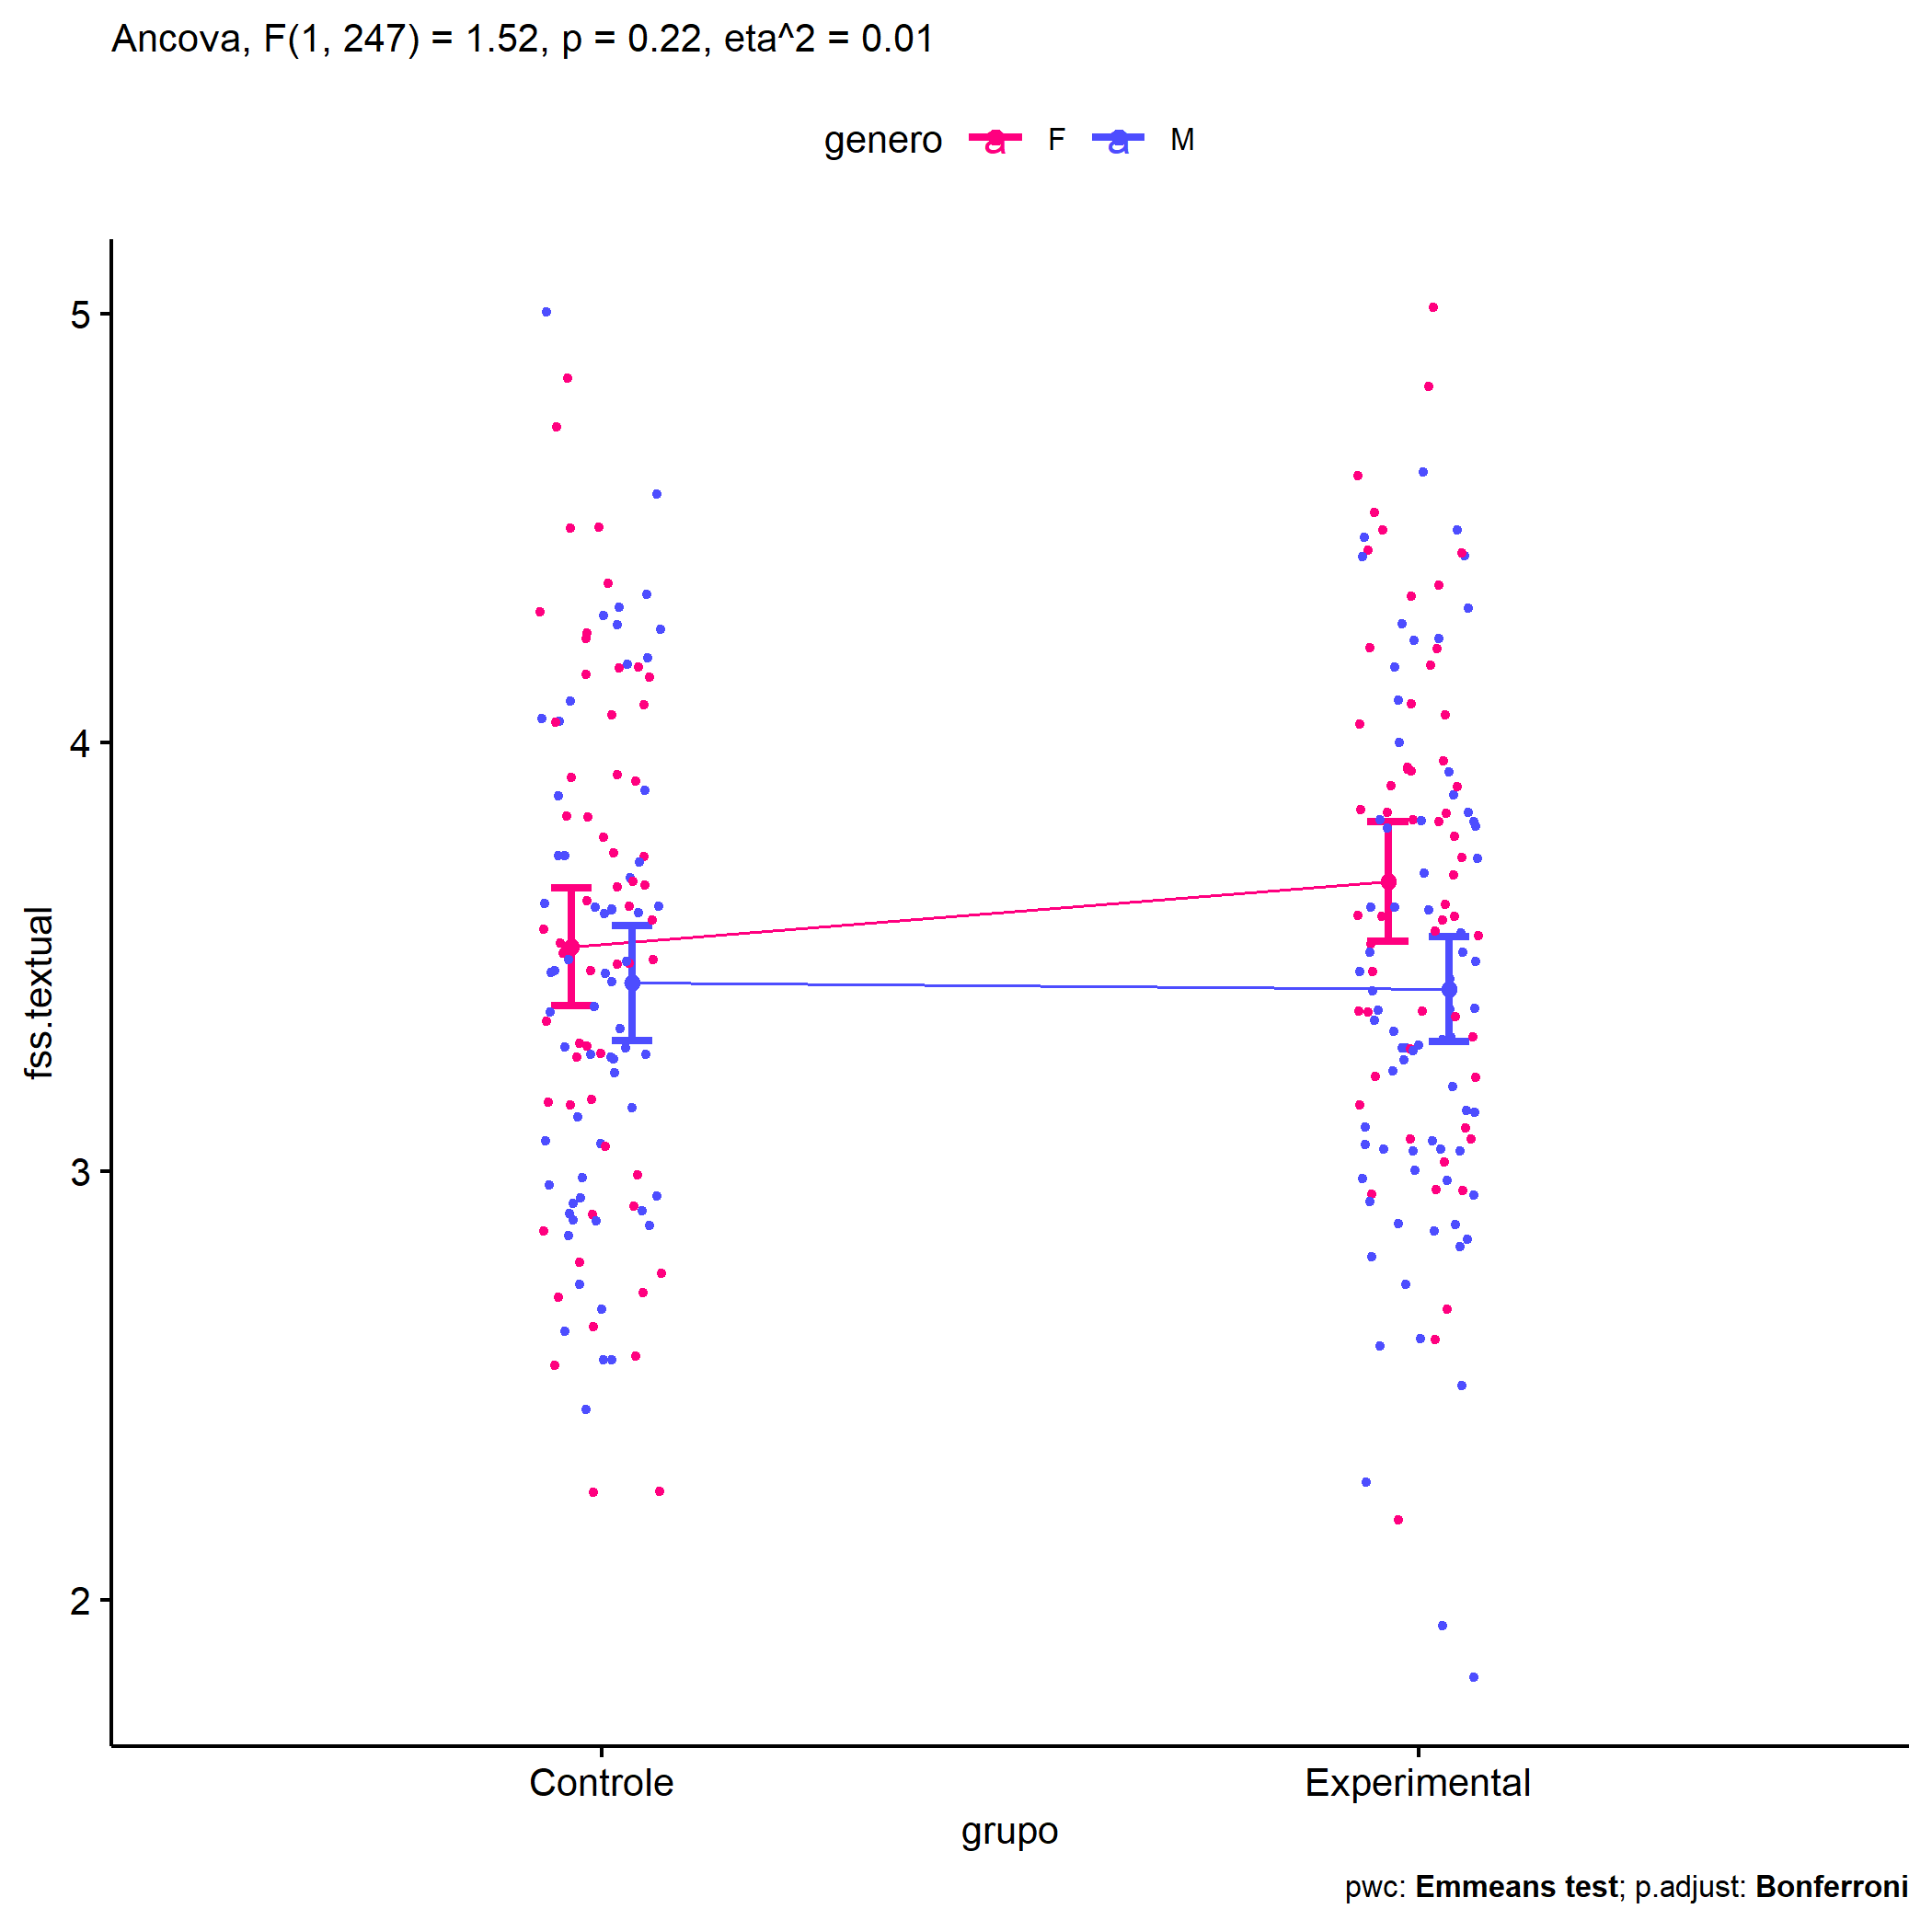 Ancova, F(1, 247) = 1.52, p = 0.22, eta^2 = 0.01
genero a F a M
5
4
3
2
fss.textual
Controle Experimental
grupo
pwc: Emmeans test; p.adjust: Bonferroni